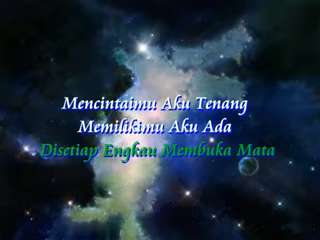 Mencintaimu Aku Tenang
Memilikimu Aku Ada
Disetiap Engkau Membuka Mata